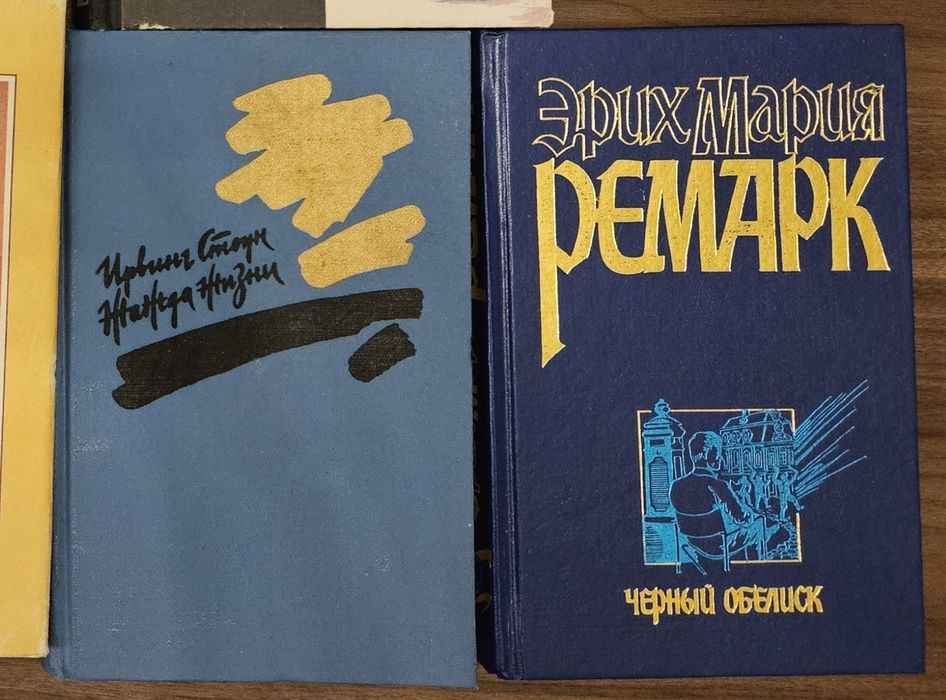 Ирвинг Стоун
Жажда жизни
Эрих Мария
РЕМАРК
ЧЕРНЫЙ ОБЕЛИСК